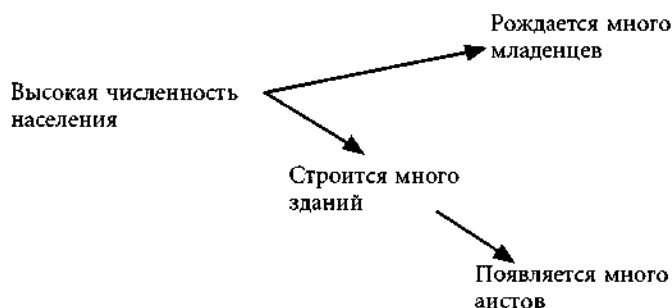 Рождается много
младенцев
Высокая численность
населения
Строится много
зданий
Появляется много
аистов